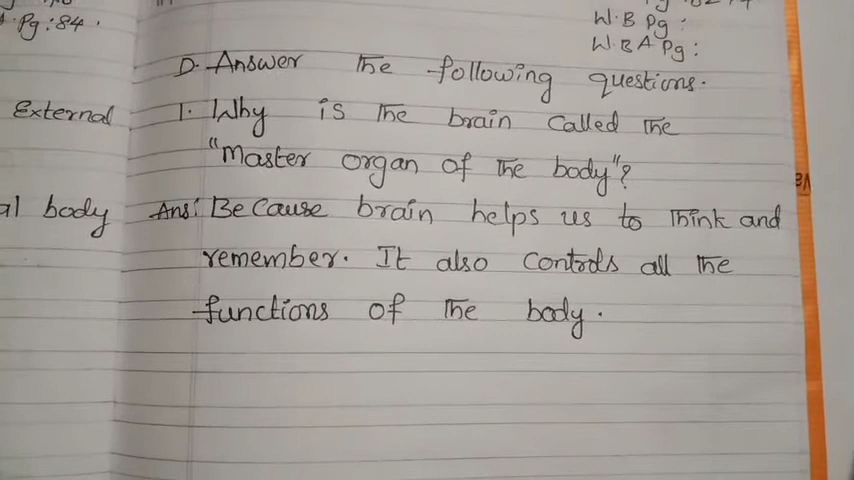 Pg:84.
W.B Pg:
W.B A Pg:
D. Answer the following questions.
External
1. Why is the brain called the
"Master organ of the body"?
al body
Ans: Because brain helps us to Think and
remember. It also controls all the
functions of the body.